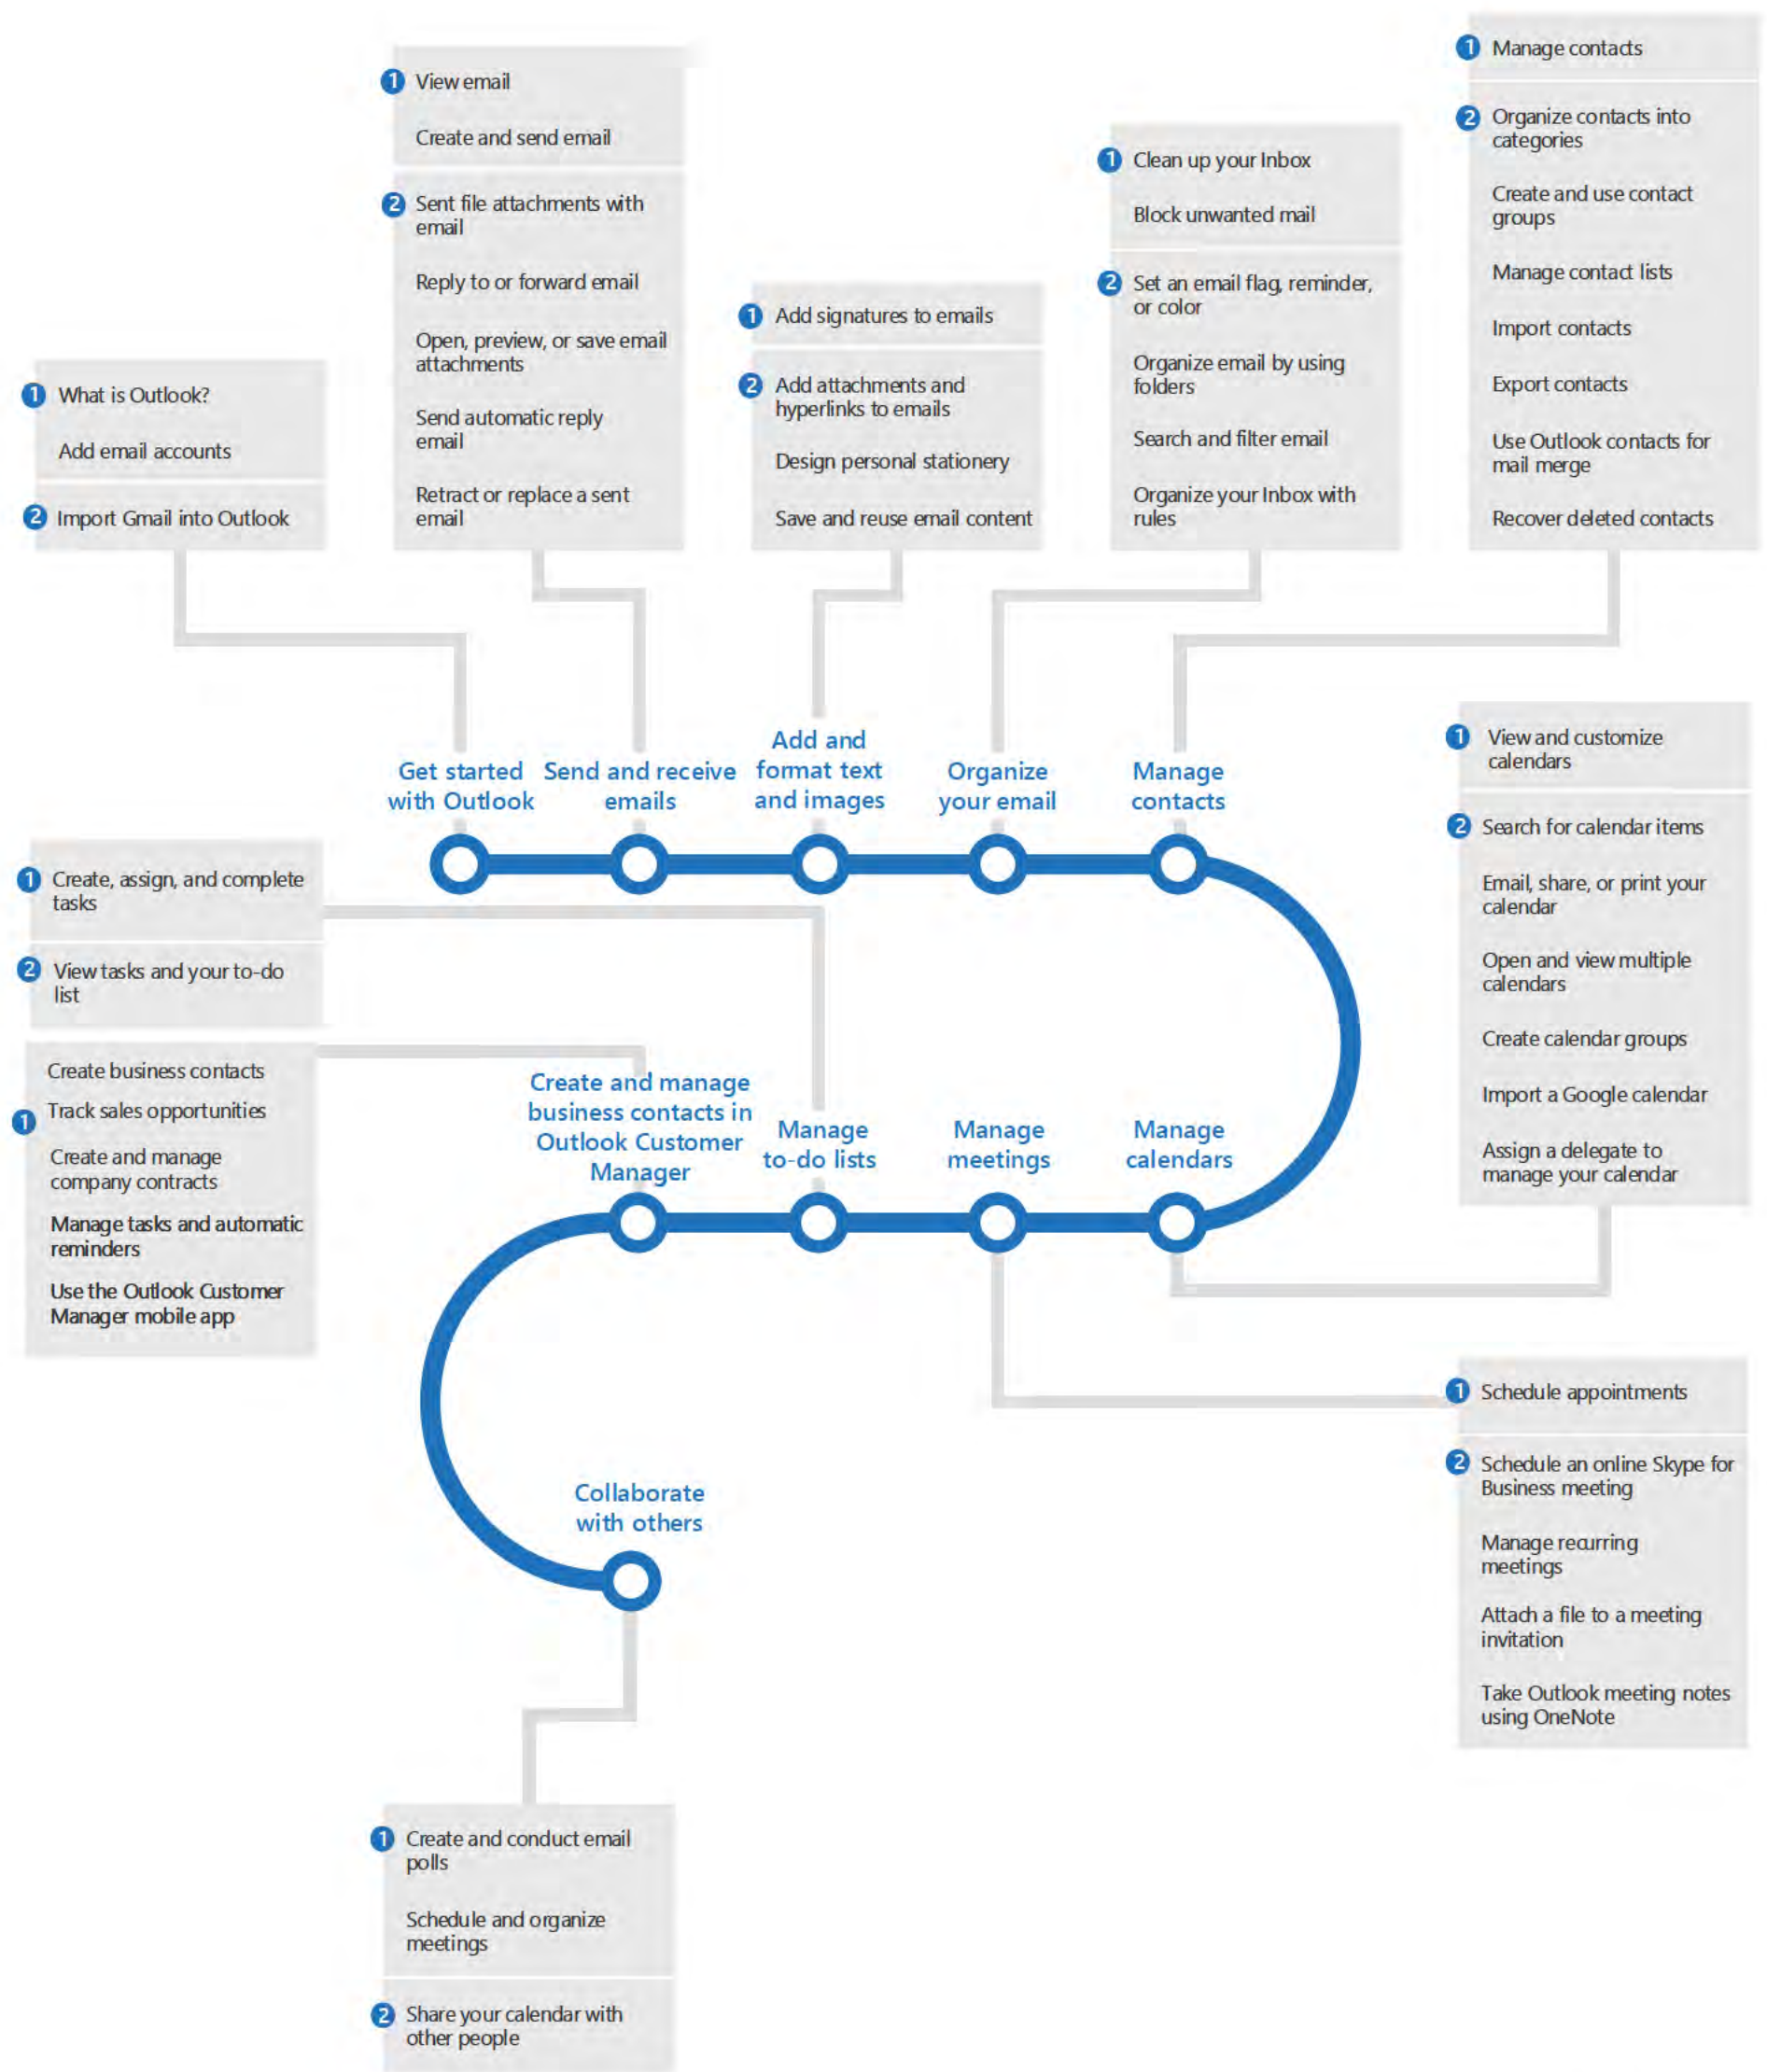 1 What is Outlook?
Add email accounts
2 Import Gmail into Outlook
1 View email
Create and send email
2 Sent file attachments with
email
Reply to or forward email
Open, preview, or save email
attachments
Send automatic reply
email
Retract or replace a sent
email
1 Add signatures to emails
2 Add attachments and
hyperlinks to emails
Design personal stationery
Save and reuse email content
1 Clean up your Inbox
Block unwanted mail
2 Set an email flag, reminder,
or color
Organize email by using
folders
Search and filter email
Organize your Inbox with
rules
1 Manage contacts
2 Organize contacts into
categories
Create and use contact
groups
Manage contact lists
Import contacts
Export contacts
Use Outlook contacts for
mail merge
Recover deleted contacts
Get started
with Outlook
Send and receive
emails
Add and
format text
and images
Organize
your email
Manage
contacts
1 View and customize
calendars
2 Search for calendar items
Email, share, or print your
calendar
Open and view multiple
calendars
Create calendar groups
Import a Google calendar
Assign a delegate to
manage your calendar
1 Create, assign, and complete
tasks
2 View tasks and your to-do
list
Create business contacts
1 Track sales opportunities
Create and manage
company contracts
Manage tasks and automatic
reminders
Use the Outlook Customer
Manager mobile app
Create and manage
business contacts in
Outlook Customer
Manager
Manage
to-do lists
Manage
meetings
Manage
calendars
1 Schedule appointments
2 Schedule an online Skype for
Business meeting
Manage recurring
meetings
Attach a file to a meeting
invitation
Take Outlook meeting notes
using OneNote
Collaborate
with others
1 Create and conduct email
polls
Schedule and organize
meetings
2 Share your calendar with
other people